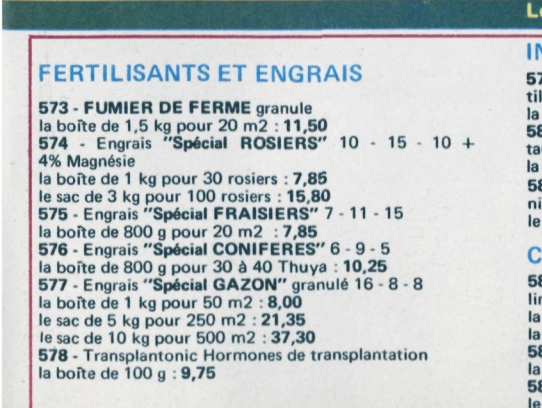 FERTILISANTS ET ENGRAIS
573 - FUMIER DE FERME granule
la boîte de 1,5 kg pour 20 m2 : 11,50
574 - Engrais "Spécial ROSIERS" 10 - 15 - 10 +
4% Magnésie
la boîte de 1 kg pour 30 rosiers : 7,85
le sac de 3 kg pour 100 rosiers : 15,80
575 - Engrais "Spécial FRAISIERS" 7 - 11 - 15
la boîte de 800 g pour 20 m2 : 7,85
576 - Engrais "Spécial CONIFERES" 6 - 9 - 5
la boîte de 800 g pour 30 à 40 Thuya : 10,25
577 - Engrais "Spécial GAZON" granulé 16 - 8 - 8
la boîte de 1 kg pour 50 m2 : 8,00
le sac de 5 kg pour 250 m2 : 21,35
le sac de 10 kg pour 500 m2 : 37,30
578 - Transplantonic Hormones de transplantation
la boîte de 100 g : 9,75